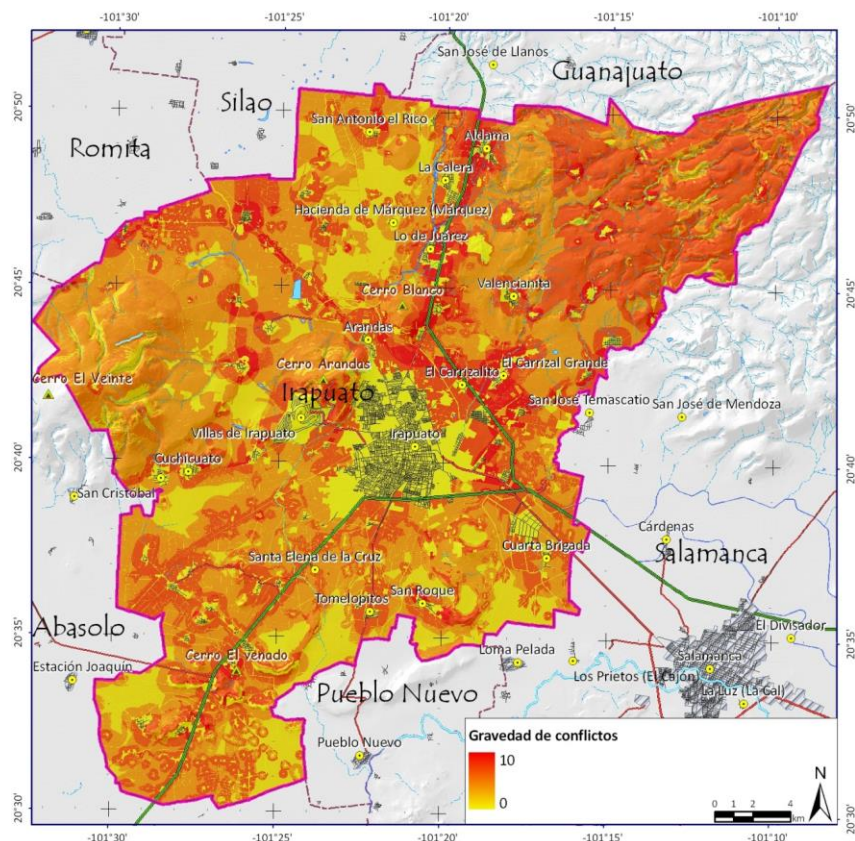 -101°30'
-101°25'
-101°20'
-101°15'
-101°10'
San José de Llanos
Guanajuato
20°50'
20°50'
Silao
San Antonio el Rico
Aldama
Romita
La Calera
Hacienda de Márquez (Márquez)
Lo de Juárez
20°45'
20°45'
Valencianita
Cerro Blanco
Arandas
Cerro Arandas
El Carrizal Grande
El Carrizalito
Cerro El Veinte
Irapuato
San José Temascatio
San José de Mendoza
Villas de Irapuato
Irapuato
20°40'
20°40'
Cuchicuato
San Cristóbal
Cárdenas
Cuarta Brigada
Salamanca
Santa Elena de la Cruz
San Roque
Tomelopitos
20°35'
20°35'
Abasolo
El Divisador
Cerro El Venado
Loma Pelada
Estación Joaquín
Salamanca
Los Prietos (El Cajón)
Pueblo Nuevo
La Luz (La Cal)
Gravedad de conflictos
Pueblo Nuevo
10
0
N
0 1 2 4
km
20°30'
20°30'
-101°30'
-101°25'
-101°20'
-101°15'
-101°10'